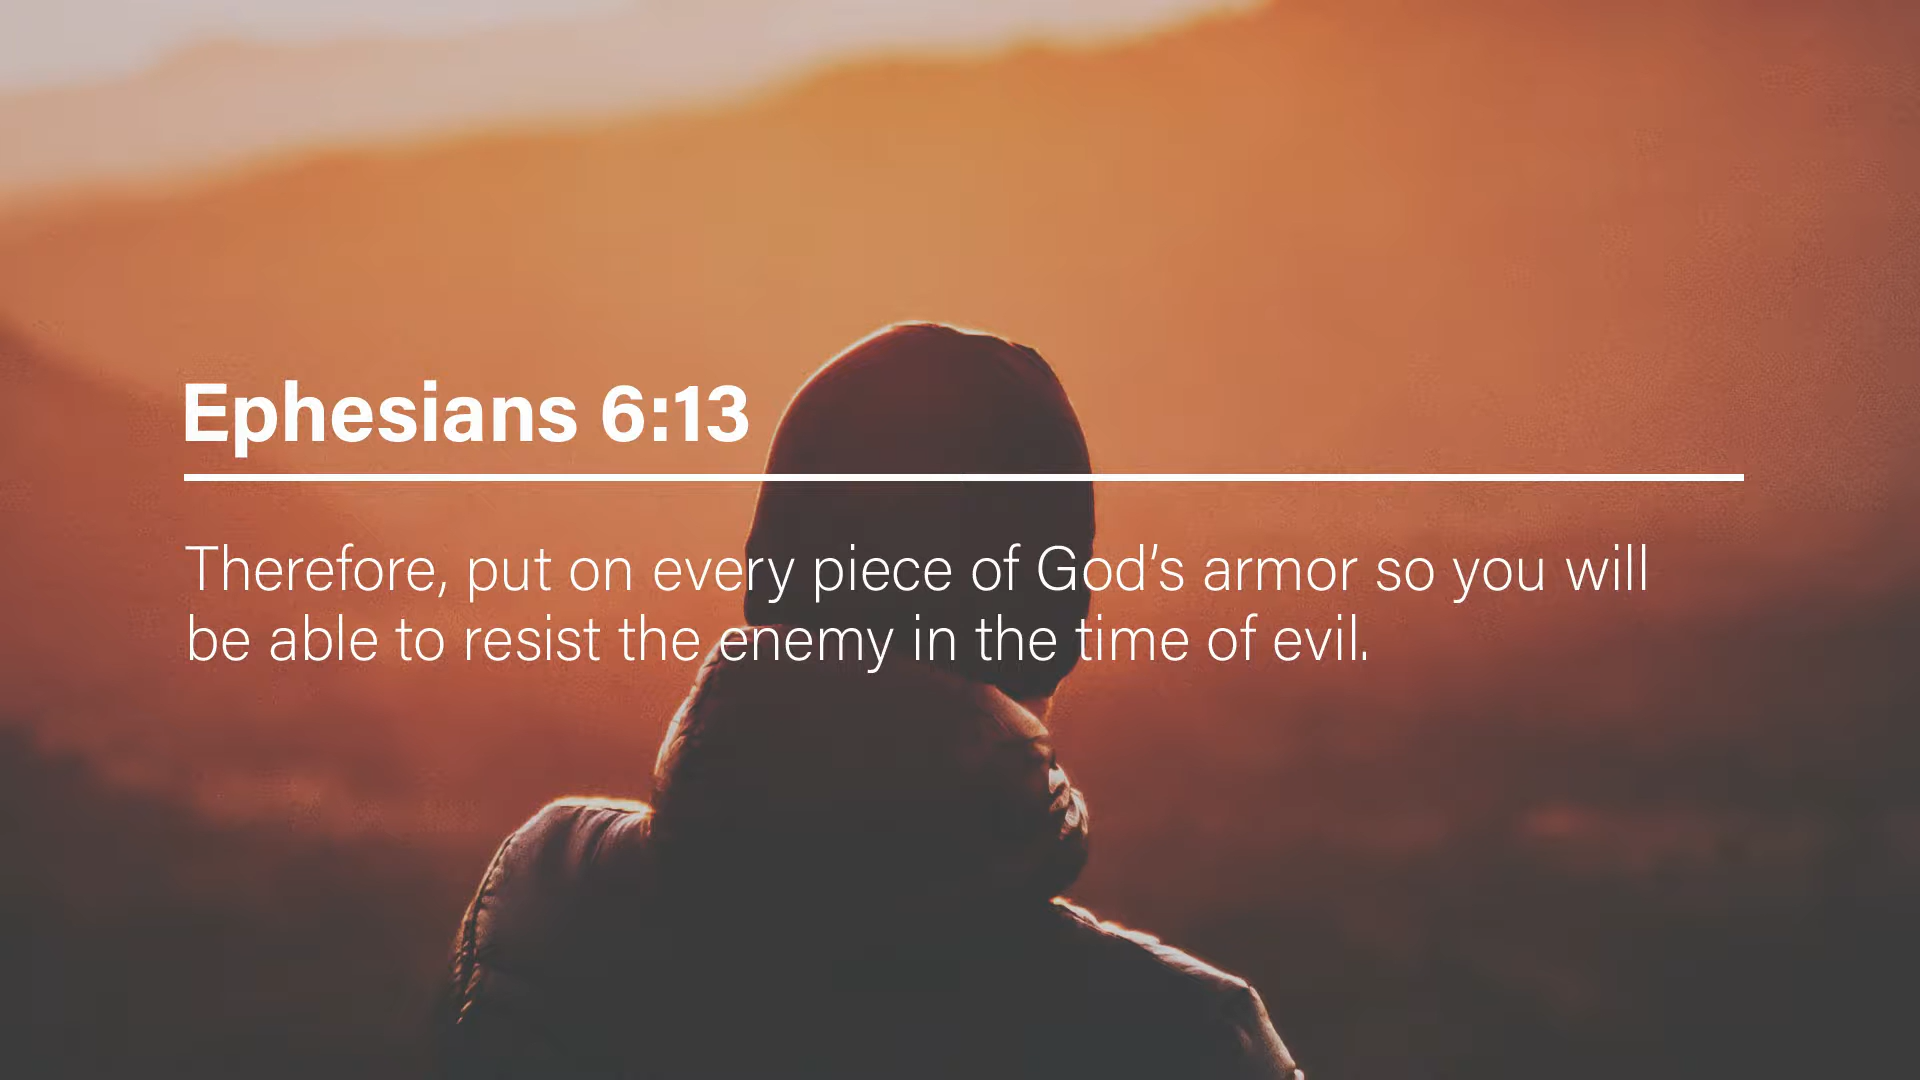 Ephesians 6:13
Therefore, put on every piece of God’s armor so you will
be able to resist the enemy in the time of evil.